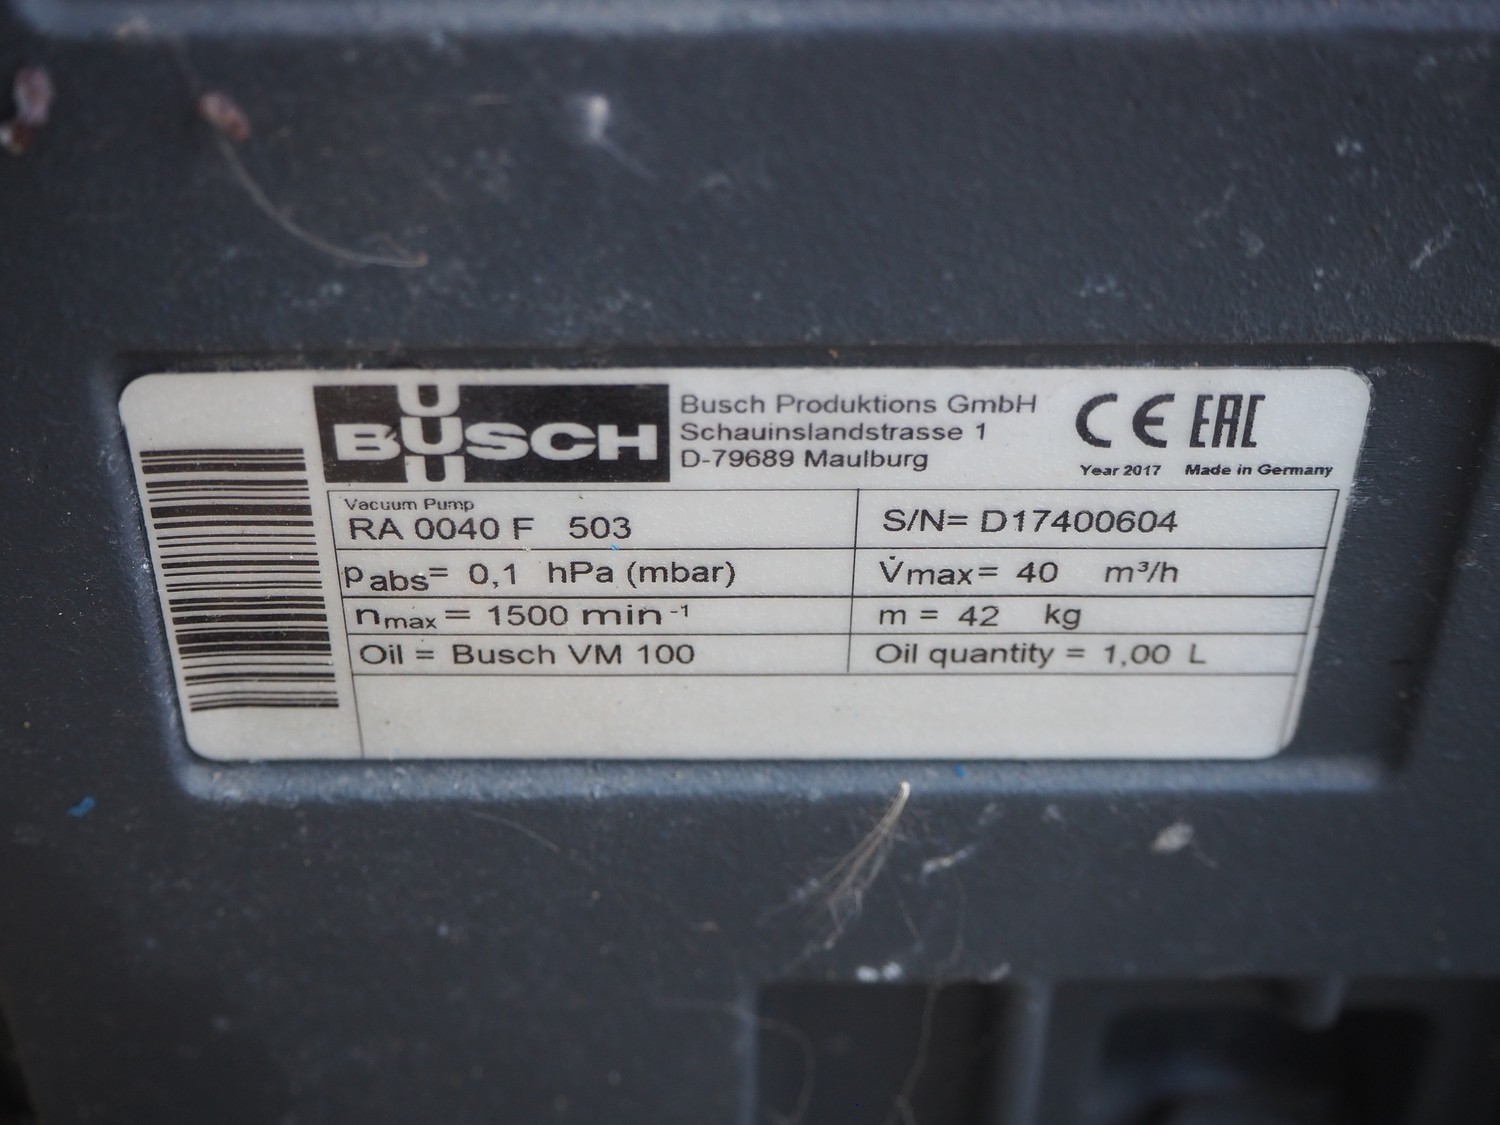 BUSCH
Busch Produktions GmbH
Schauinslandstrasse 1
D-79689 Maulburg
CE EAC
Year 2017 Made in Germany
Vacuum Pump
RA 0040 F 503
S/N= D17400604
pabs= 0,1 hPa (mbar)
V̇max= 40 m³/h
nmax = 1500 min⁻¹
m = 42 kg
Oil = Busch VM 100
Oil quantity = 1,00 L